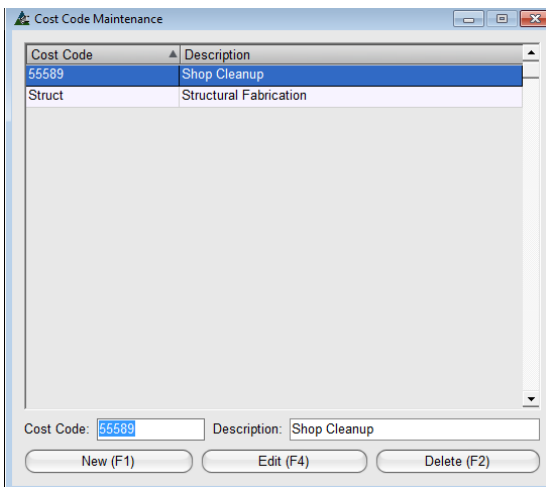 Cost Code Maintenance
Cost Code Description
55589 Shop Cleanup
Struct Structural Fabrication
Cost Code: 55589 Description: Shop Cleanup
New (F1) Edit (F4) Delete (F2)